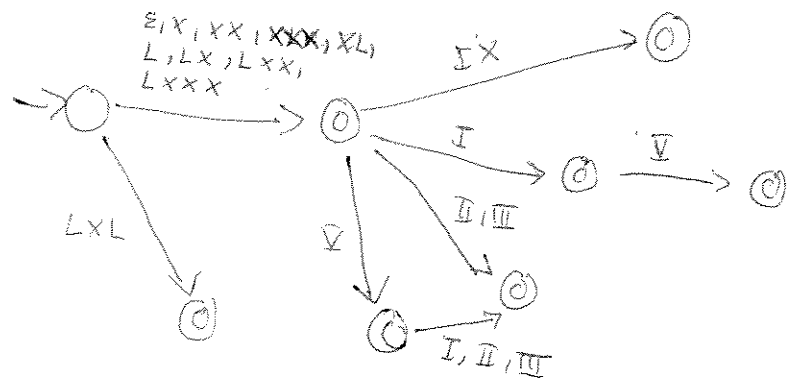 ε, X, XX, XXX, XL,
L, LX, LXX,
LXXX
IX
I
V
II, III
V
LXL
I, II, III